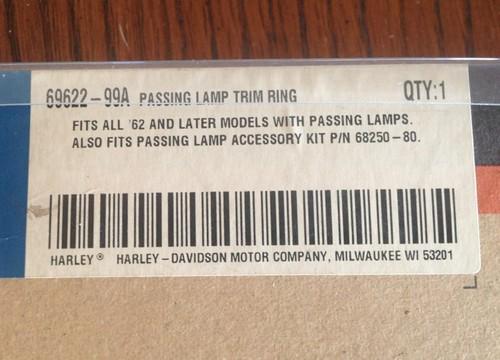 69622-99A PASSING LAMP TRIM RING QTY:1
FITS ALL '62 AND LATER MODELS WITH PASSING LAMPS.
ALSO FITS PASSING LAMP ACCESSORY KIT P/N 68250-80.
HARLEY® HARLEY-DAVIDSON MOTOR COMPANY, MILWAUKEE WI 53201